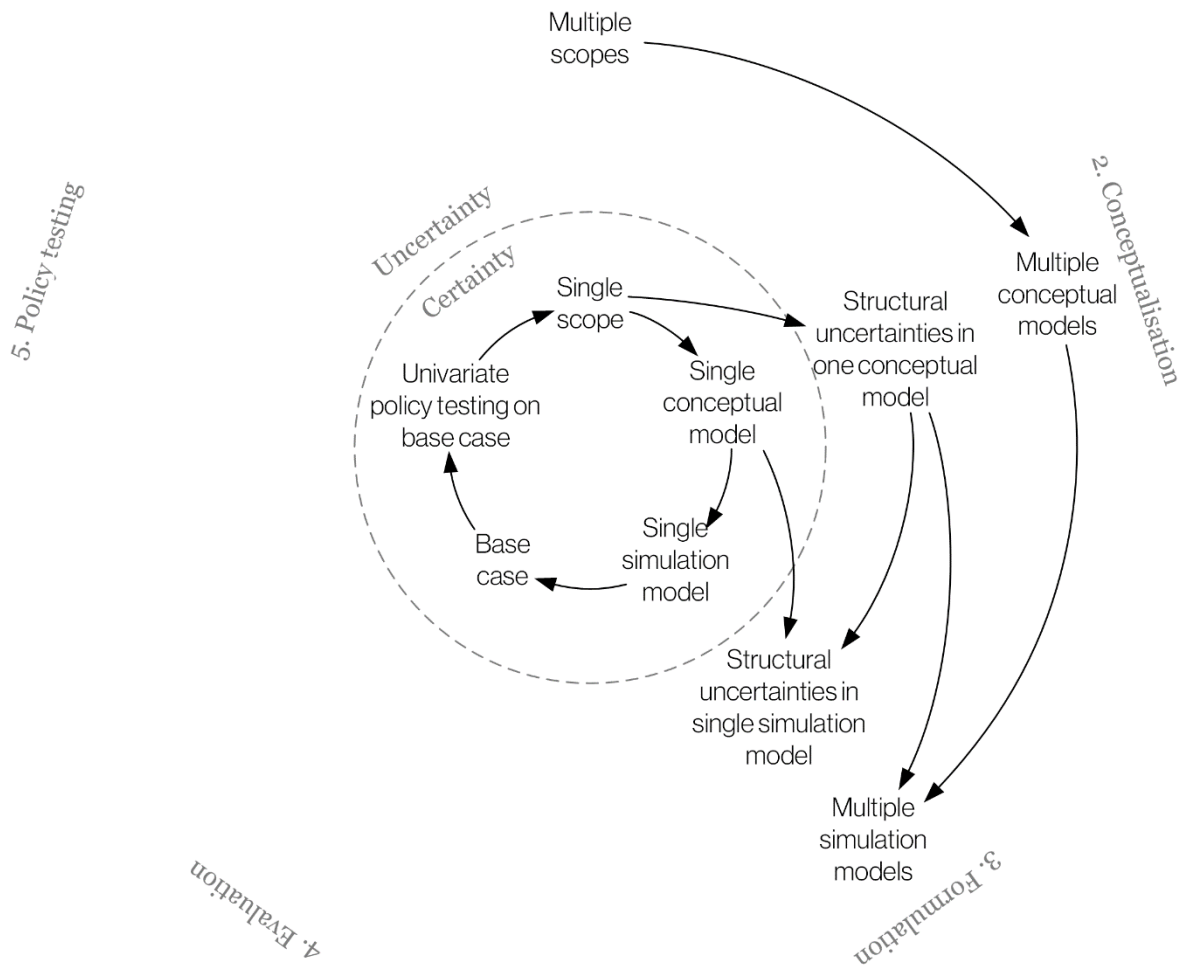 Multiple
scopes
2. Conceptualisation
5. Policy testing
Uncertainty
Certainty
Multiple
conceptual
models
Single
scope
Structural
uncertainties in
one conceptual
model
Univariate
policy testing on
base case
Single
conceptual
model
Single
simulation
model
Base
case
Structural
uncertainties in
single simulation
model
Multiple
simulation
models
3. Formulation
4. Evaluation